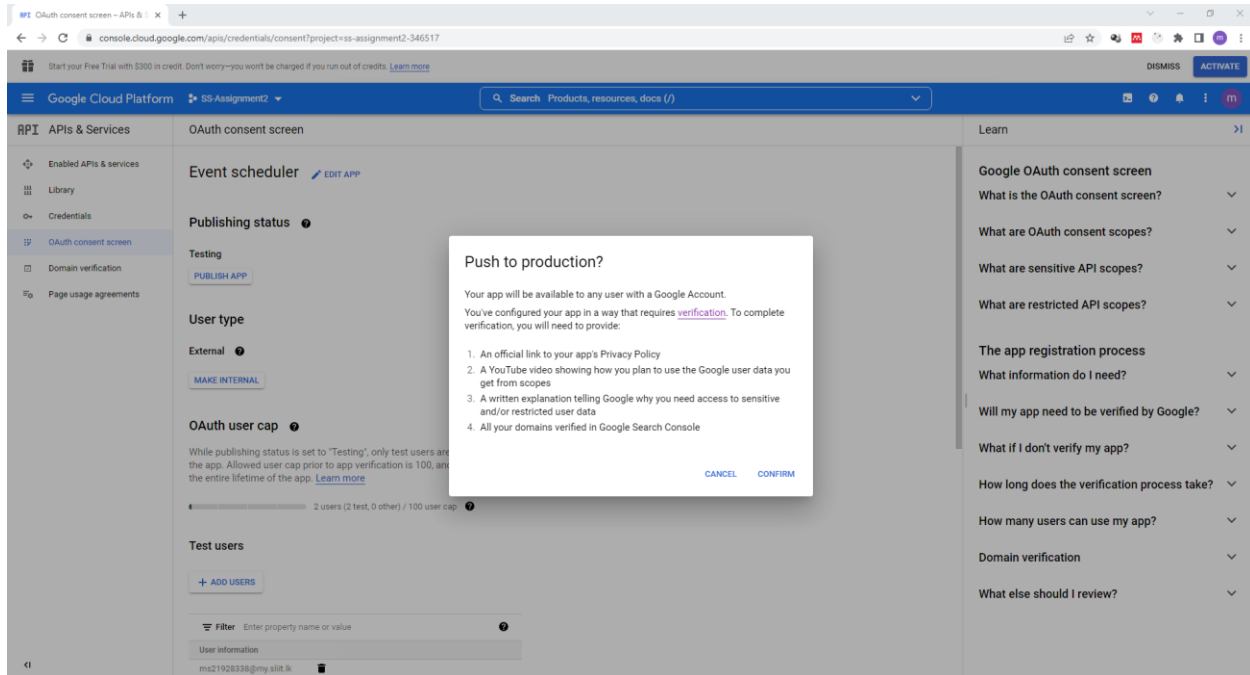 OAuth consent screen – APIs & S
console.cloud.google.com/apis/credentials/consent?project=ss-assignment2-346517
Start your Free Trial with $300 in credit. Don't worry—you won't be charged if you run out of credits. Learn more
DISMISS
ACTIVATE
Google Cloud Platform
SS-Assignment2
Search Products, resources, docs (/)
m
API APIs & Services
Enabled APIs & services
Library
Credentials
OAuth consent screen
Domain verification
Page usage agreements
OAuth consent screen
Event scheduler
EDIT APP
Publishing status
Testing
PUBLISH APP
User type
External
MAKE INTERNAL
OAuth user cap
While publishing status is set to "Testing", only test users are
the app. Allowed user cap prior to app verification is 100, and
the entire lifetime of the app. Learn more
2 users (2 test, 0 other) / 100 user cap
Test users
+ ADD USERS
Filter Enter property name or value
User information
ms21928338@my.sliit.lk
Push to production?
Your app will be available to any user with a Google Account.
You've configured your app in a way that requires verification. To complete
verification, you will need to provide:
1. An official link to your app's Privacy Policy
2. A YouTube video showing how you plan to use the Google user data you
get from scopes
3. A written explanation telling Google why you need access to sensitive
and/or restricted user data
4. All your domains verified in Google Search Console
CANCEL
CONFIRM
Learn
Google OAuth consent screen
What is the OAuth consent screen?
What are OAuth consent scopes?
What are sensitive API scopes?
What are restricted API scopes?
The app registration process
What information do I need?
Will my app need to be verified by Google?
What if I don't verify my app?
How long does the verification process take?
How many users can use my app?
Domain verification
What else should I review?